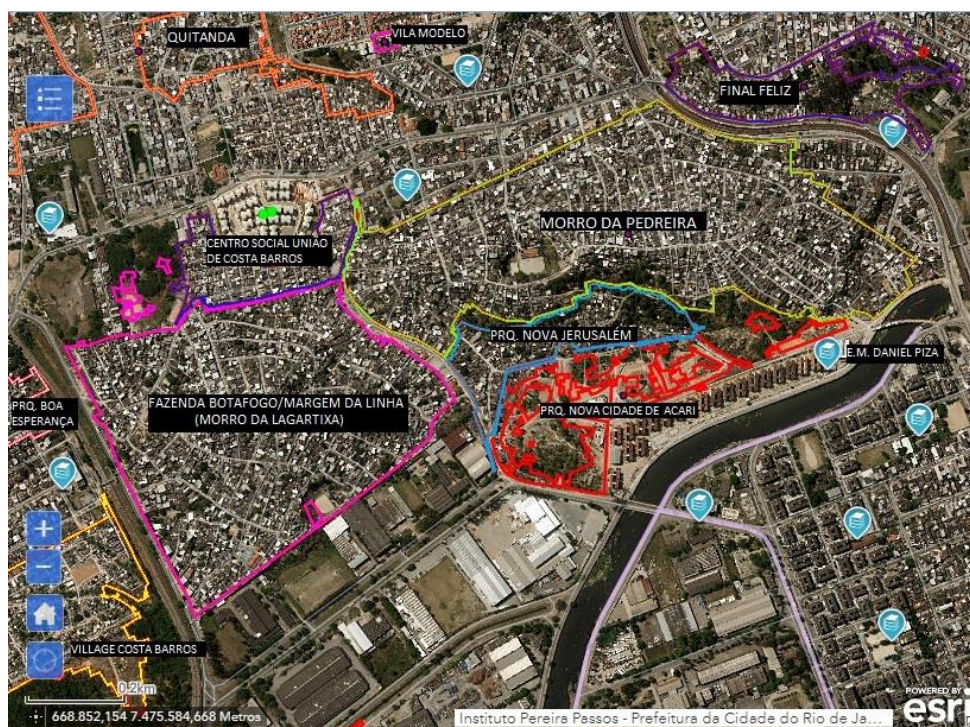 QUITANDA
VILA MODELO
FINAL FELIZ
MORRO DA PEDREIRA
CENTRO SOCIAL UNIÃO
DE COSTA BARROS
PRQ. NOVA JERUSALÉM
E.M. DANIEL PIZA
PRQ. BOA
ESPERANÇA
FAZENDA BOTAFOGO/MARGEM DA LINHA
(MORRO DA LAGARTIXA)
PRQ. NOVA CIDADE DE ACARI
VILLAGE COSTA BARROS
0.2km
668.852,154 7.475.584,668 Metros
Instituto Pereira Passos - Prefeitura da Cidade do Rio de Ja...
POWERED BY
esri